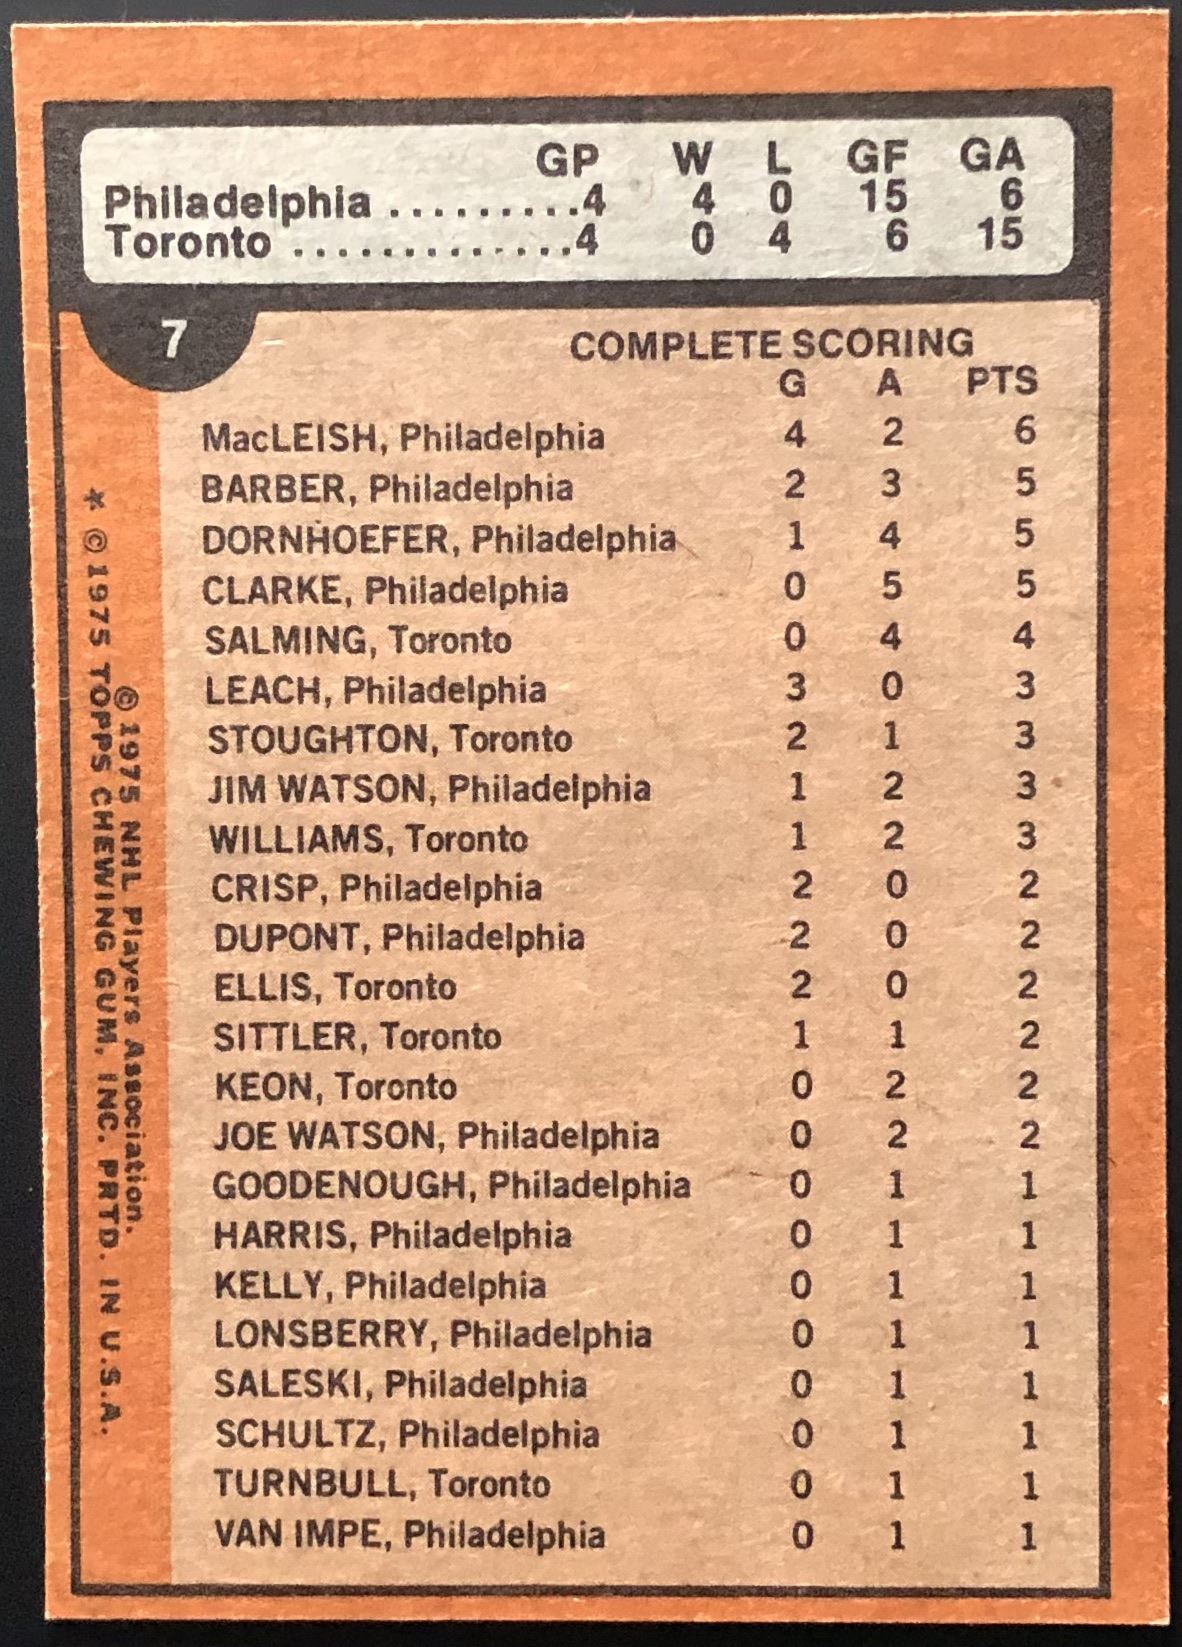 GP W L GF GA
Philadelphia .........4 4 0 15 6
Toronto .............4 0 4 6 15
7
COMPLETE SCORING
G A PTS
MacLEISH, Philadelphia 4 2 6
BARBER, Philadelphia 2 3 5
DORNHOEFER, Philadelphia 1 4 5
CLARKE, Philadelphia 0 5 5
SALMING, Toronto 0 4 4
LEACH, Philadelphia 3 0 3
STOUGHTON, Toronto 2 1 3
JIM WATSON, Philadelphia 1 2 3
WILLIAMS, Toronto 1 2 3
CRISP, Philadelphia 2 0 2
DUPONT, Philadelphia 2 0 2
ELLIS, Toronto 2 0 2
SITTLER, Toronto 1 1 2
KEON, Toronto 0 2 2
JOE WATSON, Philadelphia 0 2 2
GOODENOUGH, Philadelphia 0 1 1
HARRIS, Philadelphia 0 1 1
KELLY, Philadelphia 0 1 1
LONSBERRY, Philadelphia 0 1 1
SALESKI, Philadelphia 0 1 1
SCHULTZ, Philadelphia 0 1 1
TURNBULL, Toronto 0 1 1
VAN IMPE, Philadelphia 0 1 1
© 1975 NHL Players Association.
* © 1975 TOPPS CHEWING GUM, INC. PRTD. IN U.S.A.